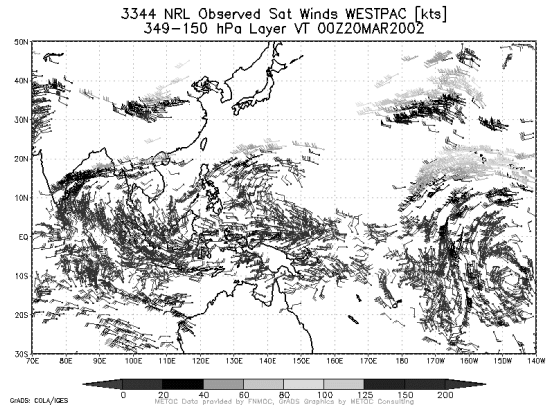 3344 NRL Observed Sat Winds WESTPAC [kts]
349-150 hPa Layer VT 00Z20MAR2002
50N
40N
30N
20N
10N
EQ
10S
20S
30S
70E 80E 90E 100E 110E 120E 130E 140E 150E 160E 170E 180 170W 160W 150W 140W
0 20 40 60 80 100 125 150 200
METOC Data provided by FNMOC, GrADS Graphics by METOC Consulting
GrADS: COLA/IGES